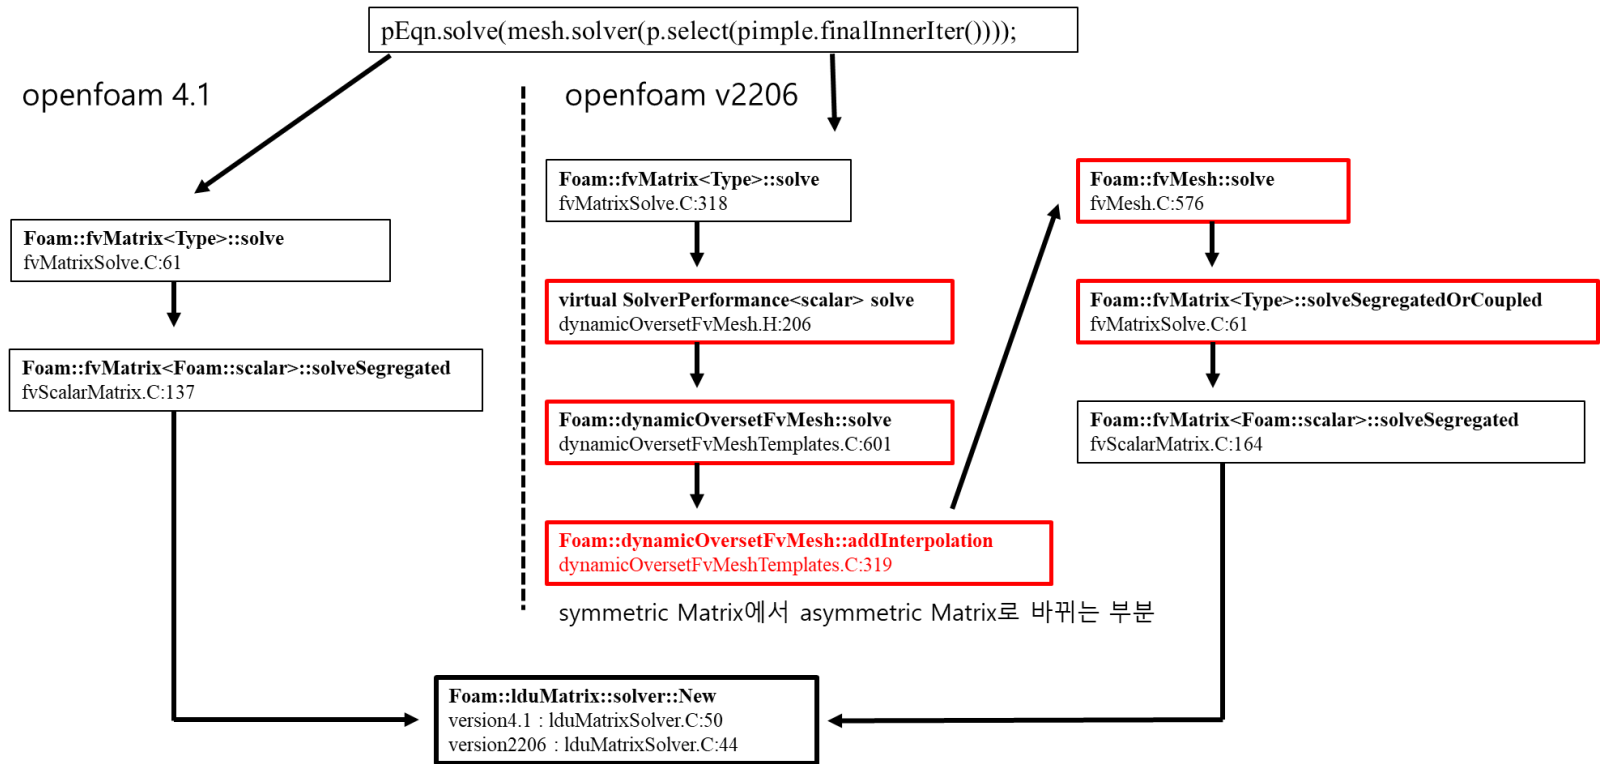 pEqn.solve(mesh.solver(p.select(pimple.finalInnerIter())));
openfoam 4.1
Foam::fvMatrix<Type>::solve
fvMatrixSolve.C:61
Foam::fvMatrix<Foam::scalar>::solveSegregated
fvScalarMatrix.C:137
openfoam v2206
Foam::fvMatrix<Type>::solve
fvMatrixSolve.C:318
virtual SolverPerformance<scalar> solve
dynamicOversetFvMesh.H:206
Foam::dynamicOversetFvMesh::solve
dynamicOversetFvMeshTemplates.C:601
Foam::dynamicOversetFvMesh::addInterpolation
dynamicOversetFvMeshTemplates.C:319
symmetric Matrix에서 asymmetric Matrix로 바뀌는 부분
Foam::fvMesh::solve
fvMesh.C:576
Foam::fvMatrix<Type>::solveSegregatedOrCoupled
fvMatrixSolve.C:61
Foam::fvMatrix<Foam::scalar>::solveSegregated
fvScalarMatrix.C:164
Foam::lduMatrix::solver::New
version4.1 : lduMatrixSolver.C:50
version2206 : lduMatrixSolver.C:44